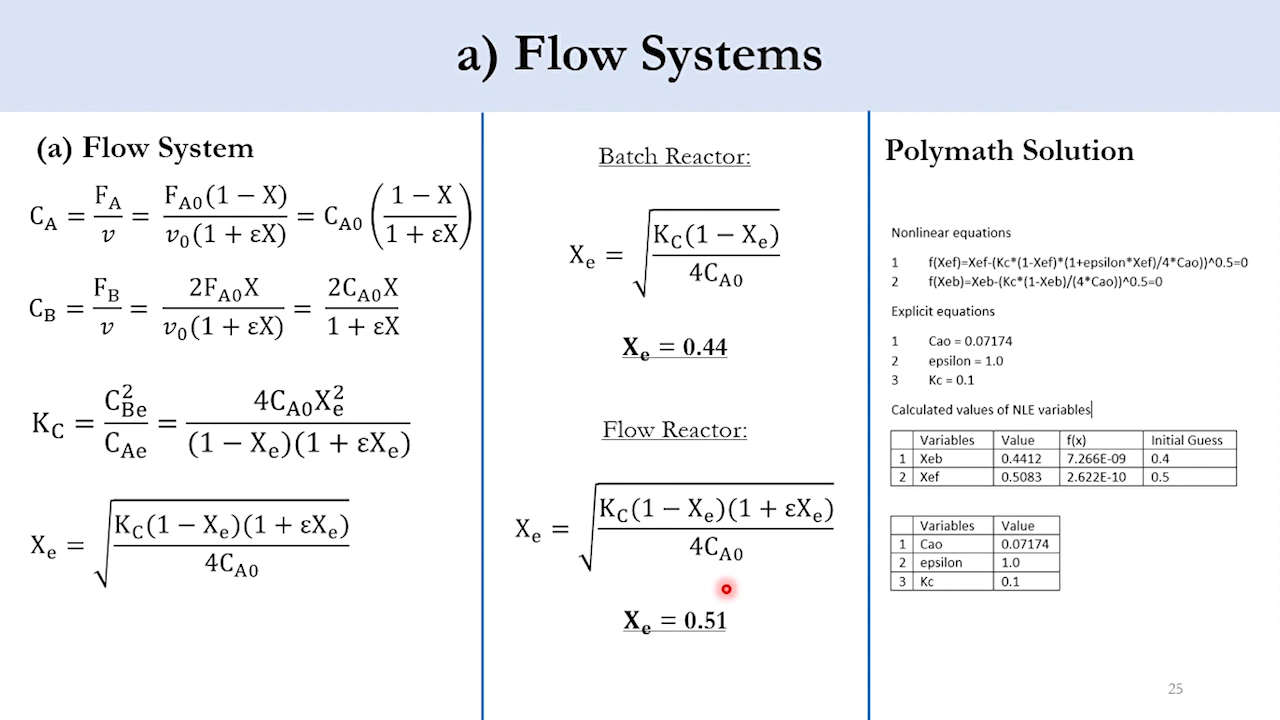 a) Flow Systems
(a) Flow System
C_A = F_A/v = F_A0(1 − X)/v_0(1 + εX) = C_A0 ((1 − X)/(1 + εX))
C_B = F_B/v = 2F_A0X/v_0(1 + εX) = 2C_A0X/1 + εX
K_C = C_Be^2/C_Ae = 4C_A0X_e^2/(1 − X_e)(1 + εX_e)
X_e = √(K_C(1 − X_e)(1 + εX_e)/4C_A0)
Batch Reactor:
X_e = √(K_C(1 − X_e)/4C_A0)
X_e = 0.44
Flow Reactor:
X_e = √(K_C(1 − X_e)(1 + εX_e)/4C_A0)
X_e = 0.51
Polymath Solution
Nonlinear equations
1 f(Xef)=Xef-(Kc*(1-Xef)*(1+epsilon*Xef)/4*Cao))^0.5=0
2 f(Xeb)=Xeb-(Kc*(1-Xeb)/(4*Cao))^0.5=0
Explicit equations
1 Cao = 0.07174
2 epsilon = 1.0
3 Kc = 0.1
Calculated values of NLE variables
Variables Value f(x) Initial Guess
1 Xeb 0.4412 7.266E-09 0.4
2 Xef 0.5083 2.622E-10 0.5
Variables Value
1 Cao 0.07174
2 epsilon 1.0
3 Kc 0.1
25